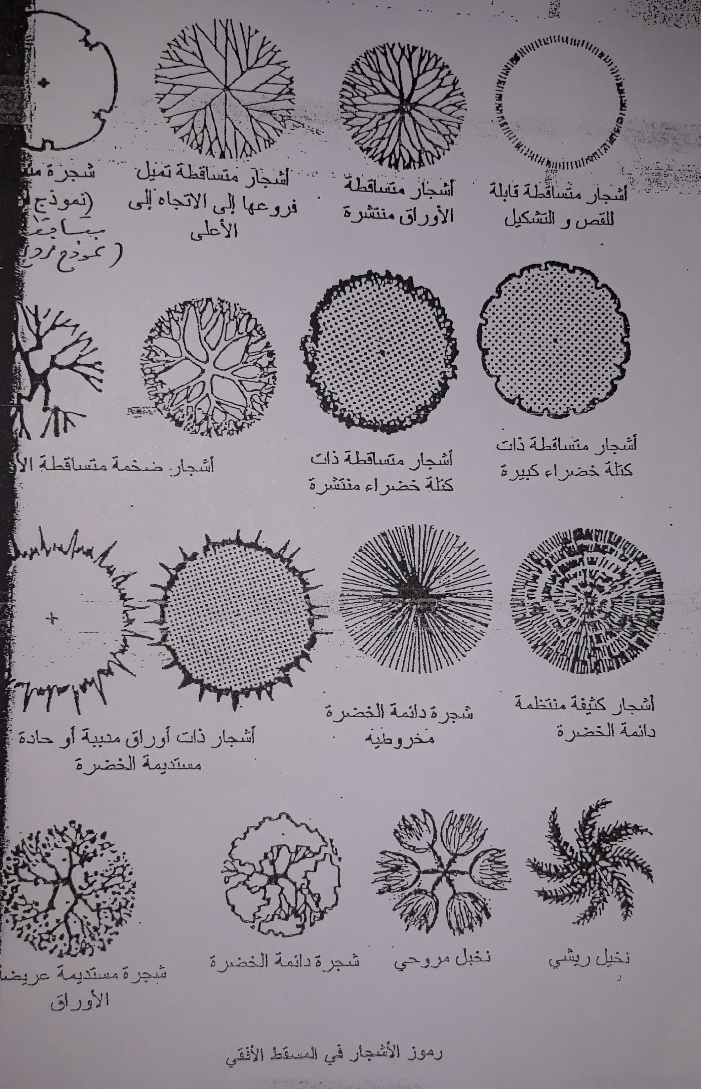 أشجار متساقطة قابلة
للقص و التشكيل
أشجار متساقطة
الأوراق منتشرة
أشجار متساقطة تميل
فروعها إلى الاتجاه إلى
الأعلى
شجرة
(نموذج
أشجار متساقطة ذات
كتلة خضراء كبيرة
أشجار متساقطة ذات
كتلة خضراء منتشرة
أشجار ضخمة متساقطة
أشجار كثيفة منتظمة
دائمة الخضرة
شجرة دائمة الخضرة
مخروطية
أشجار ذات أوراق مدببة أو حادة
مستديمة الخضرة
نخيل ريشي
نخيل مروحي
شجرة دائمة الخضرة
شجرة مستديمة عريضة
الأوراق
رموز الأشجار في المسقط الأفقي